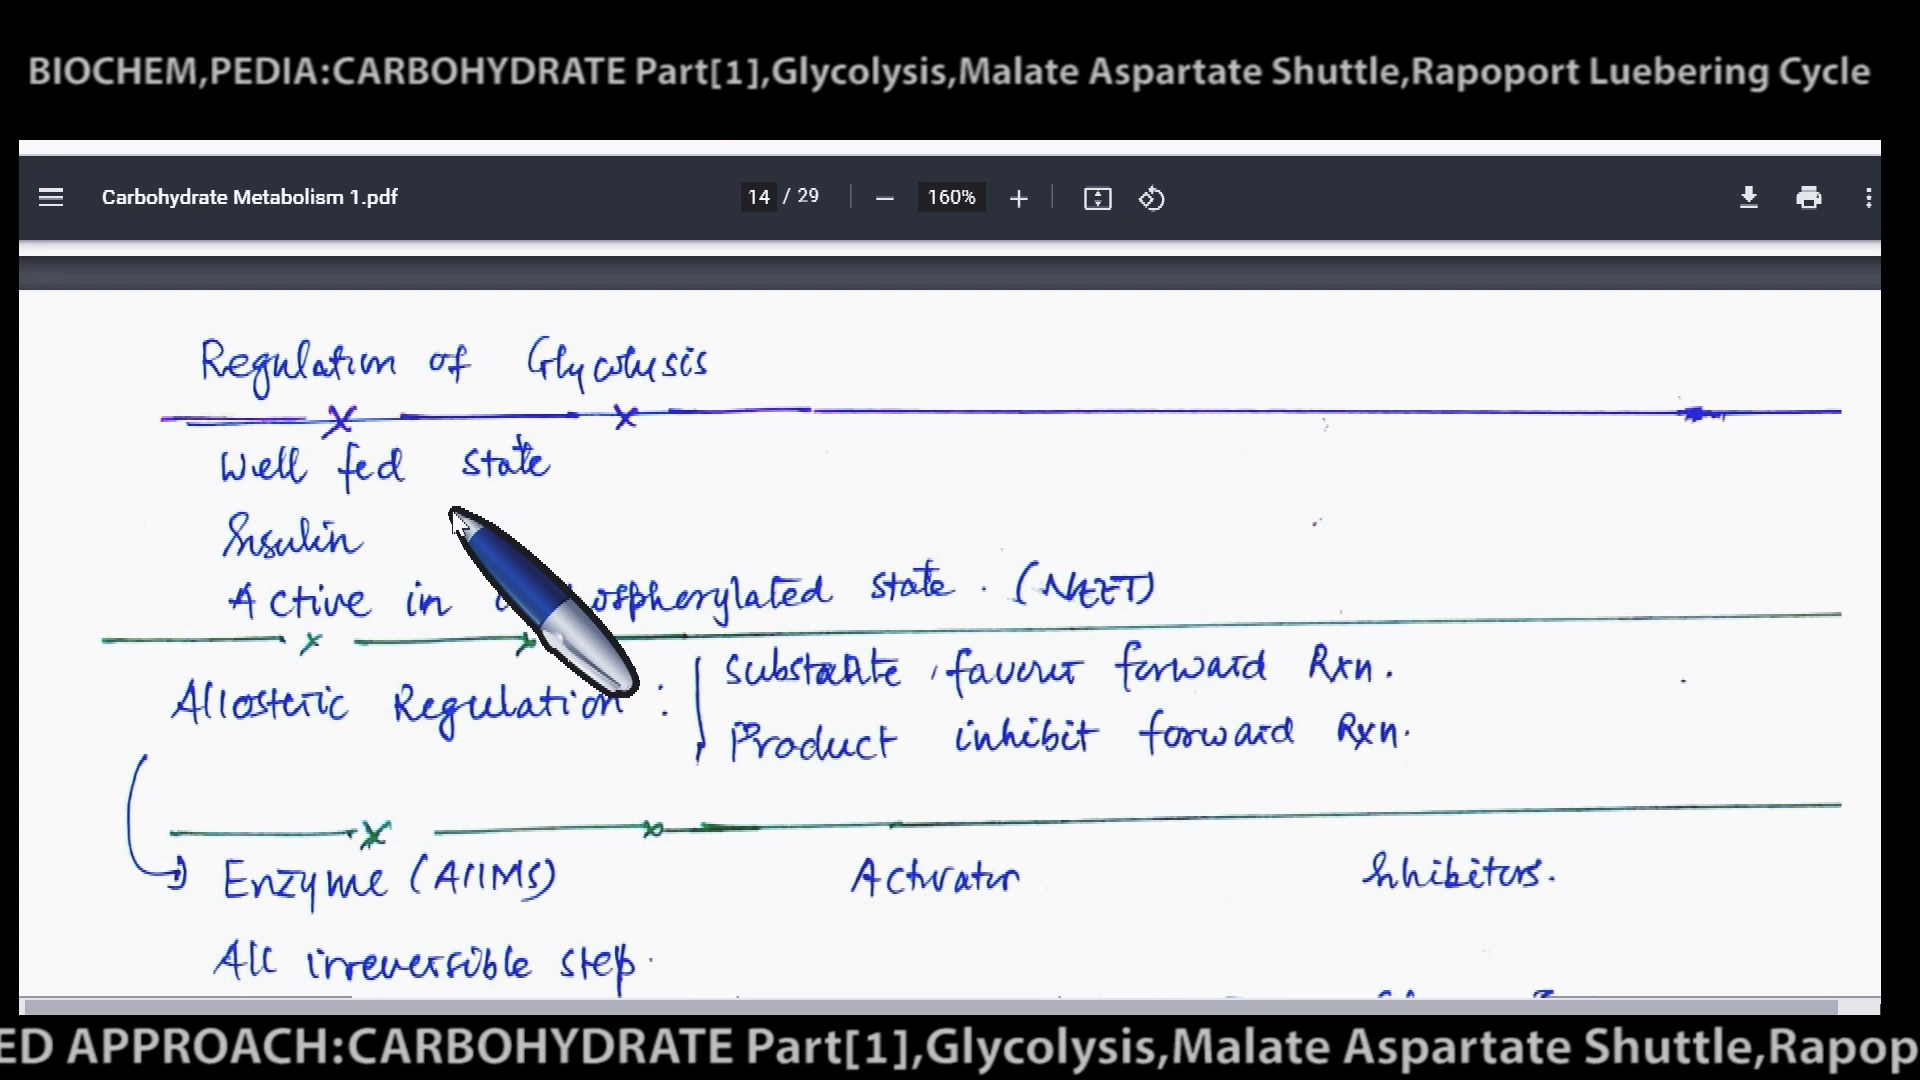 BIOCHEM,PEDIA:CARBOHYDRATE Part[1],Glycolysis,Malate Aspartate Shuttle,Rapoport Luebering Cycle
Carbohydrate Metabolism 1.pdf 14 / 29 160%
Regulation of Glycolysis
Well fed state
Insulin
Active in osphorylated state. (NEET)
Allosteric Regulation : Substante favour forward Rxn.
Product inhibit forward Rxn.
Enzyme (AIIMS) Activator Inhibitors.
All irreversible step.
ED APPROACH:CARBOHYDRATE Part[1],Glycolysis,Malate Aspartate Shuttle,Rapop